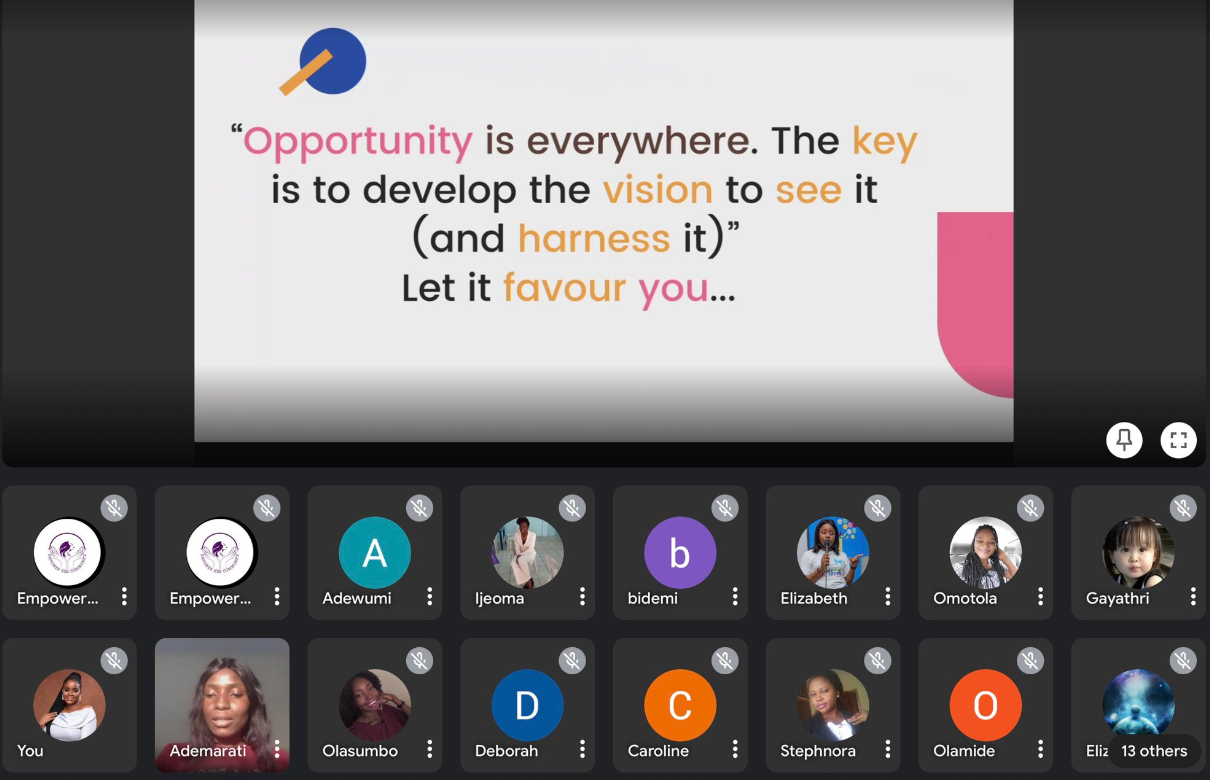 “Opportunity is everywhere. The key
is to develop the vision to see it
(and harness it)”
Let it favour you...
Empower...
Empower...
A
Adewumi
Ijeoma
b
bidemi
Elizabeth
Omotola
Gayathri
You
Ademarati
Olasumbo
D
Deborah
C
Caroline
Stephnora
O
Olamide
Eliz
13 others